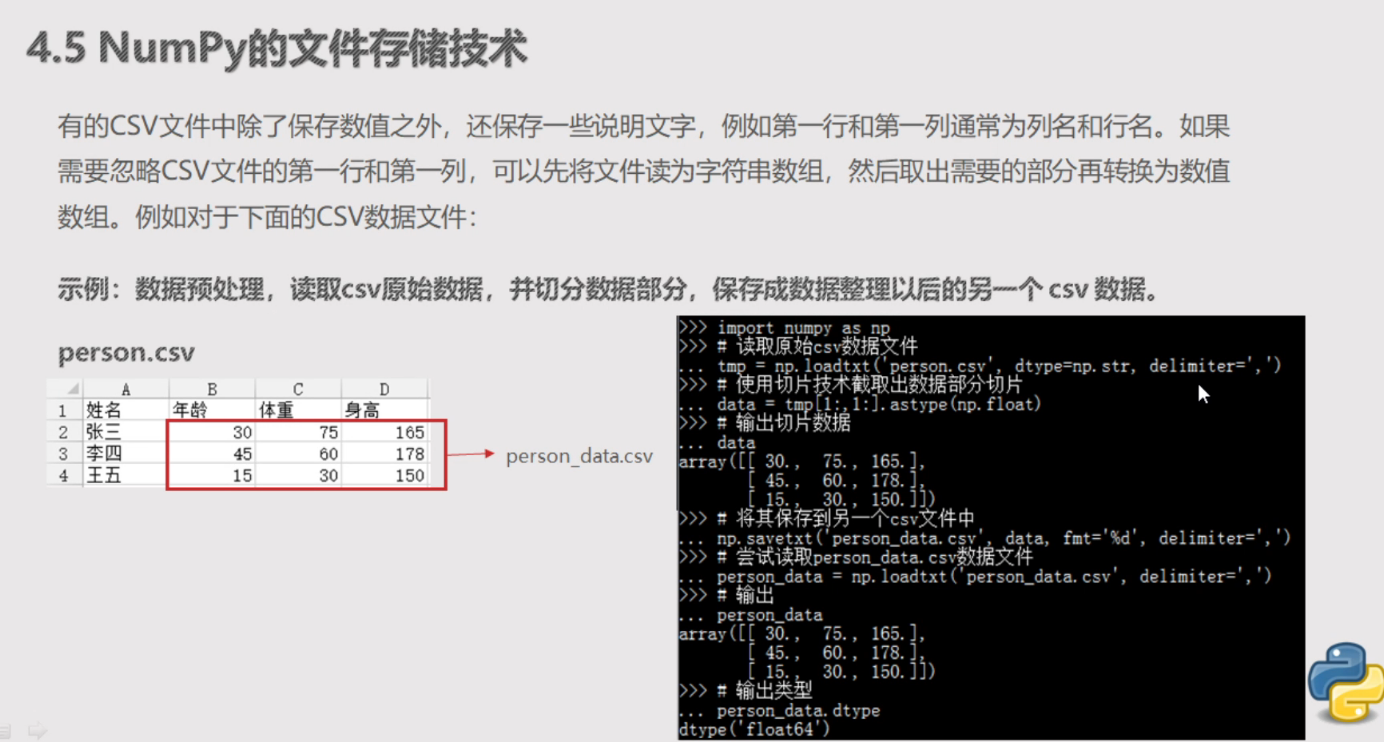 4.5 NumPy的文件存储技术
有的CSV文件中除了保存数值之外，还保存一些说明文字，例如第一行和第一列通常为列名和行名。如果
需要忽略CSV文件的第一行和第一列，可以先将文件读为字符串数组，然后取出需要的部分再转换为数值
数组。例如对于下面的CSV数据文件：
示例：数据预处理，读取csv原始数据，并切分数据部分，保存成数据整理以后的另一个 csv 数据。
person.csv
A B C D
1 姓名 年龄 体重 身高
2 张三 30 75 165
3 李四 45 60 178
4 王五 15 30 150
person_data.csv
>>> import numpy as np
>>> # 读取原始csv数据文件
... tmp = np.loadtxt('person.csv', dtype=np.str, delimiter=',')
>>> # 使用切片技术截取出数据部分切片
... data = tmp[1:,1:].astype(np.float)
>>> # 输出切片数据
... data
array([[ 30.,  75., 165.],
       [ 45.,  60., 178.],
       [ 15.,  30., 150.]])
>>> # 将其保存到另一个csv文件中
... np.savetxt('person_data.csv', data, fmt='%d', delimiter=',')
>>> # 尝试读取person_data.csv数据文件
... person_data = np.loadtxt('person_data.csv', delimiter=',')
>>> # 输出
... person_data
array([[ 30.,  75., 165.],
       [ 45.,  60., 178.],
       [ 15.,  30., 150.]])
>>> # 输出类型
... person_data.dtype
dtype('float64')